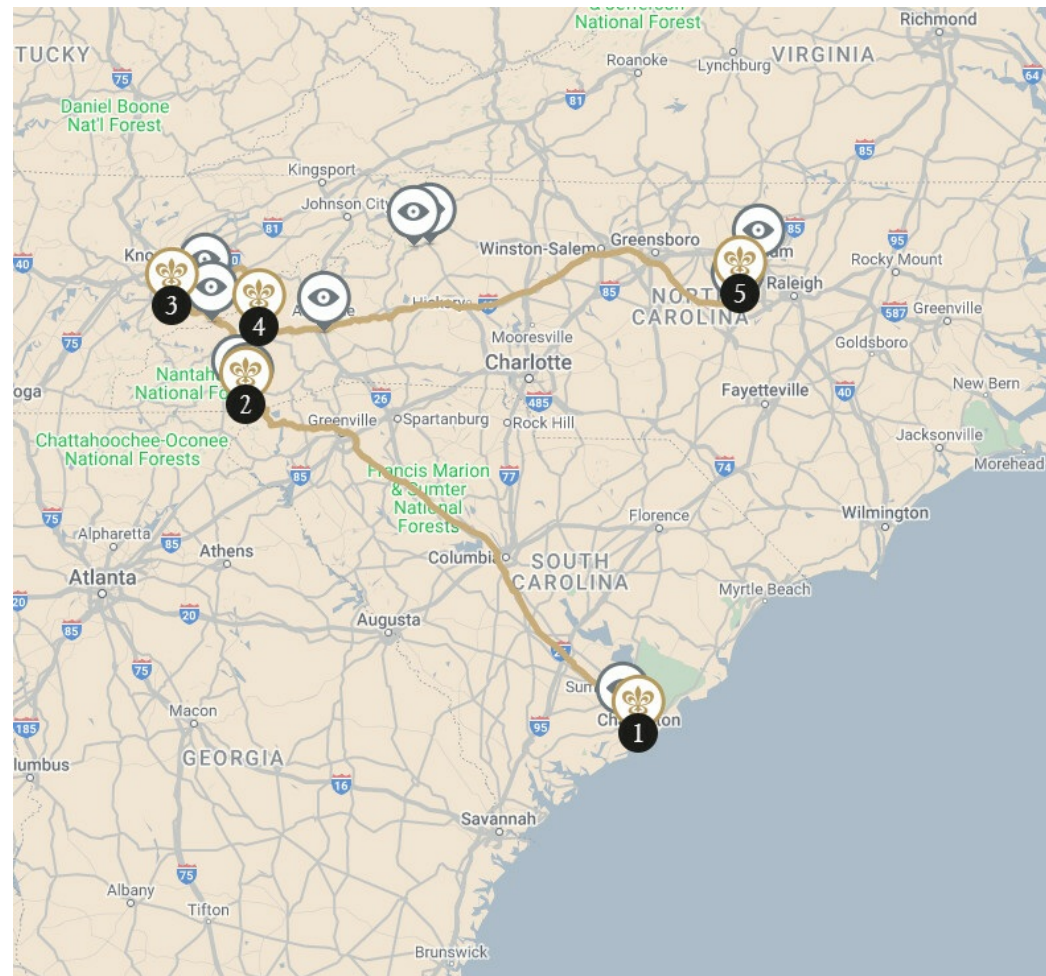 & Jefferson
National Forest
Richmond
TUCKY
VIRGINIA
Roanoke
Lynchburg
75
64
81
Daniel Boone
Nat'l Forest
85
Kingsport
Johnson City
81
Kno
40
Winston-Salem
Greensboro
85
am
95
Rocky Mount
Raleigh
3
5
85
NORTH
CAROLINA
Greenville
587
Hickory
4
Mooresville
Goldsboro
75
oga
Nantah
National Fo
2
Charlotte
26
485
Fayetteville
40
New Bern
Greenville
Spartanburg
Rock Hill
Jacksonville
Chattahoochee-Oconee
National Forests
85
77
74
Morehead
Francis Marion
& Sumter
National
Forests
75
Alpharetta
85
Florence
Wilmington
Athens
Columbia
SOUTH
CAROLINA
Atlanta
20
20
Myrtle Beach
85
Augusta
75
Sum
Macon
95
1
185
GEORGIA
lumbus
16
Savannah
75
Albany
Tifton
Brunswick